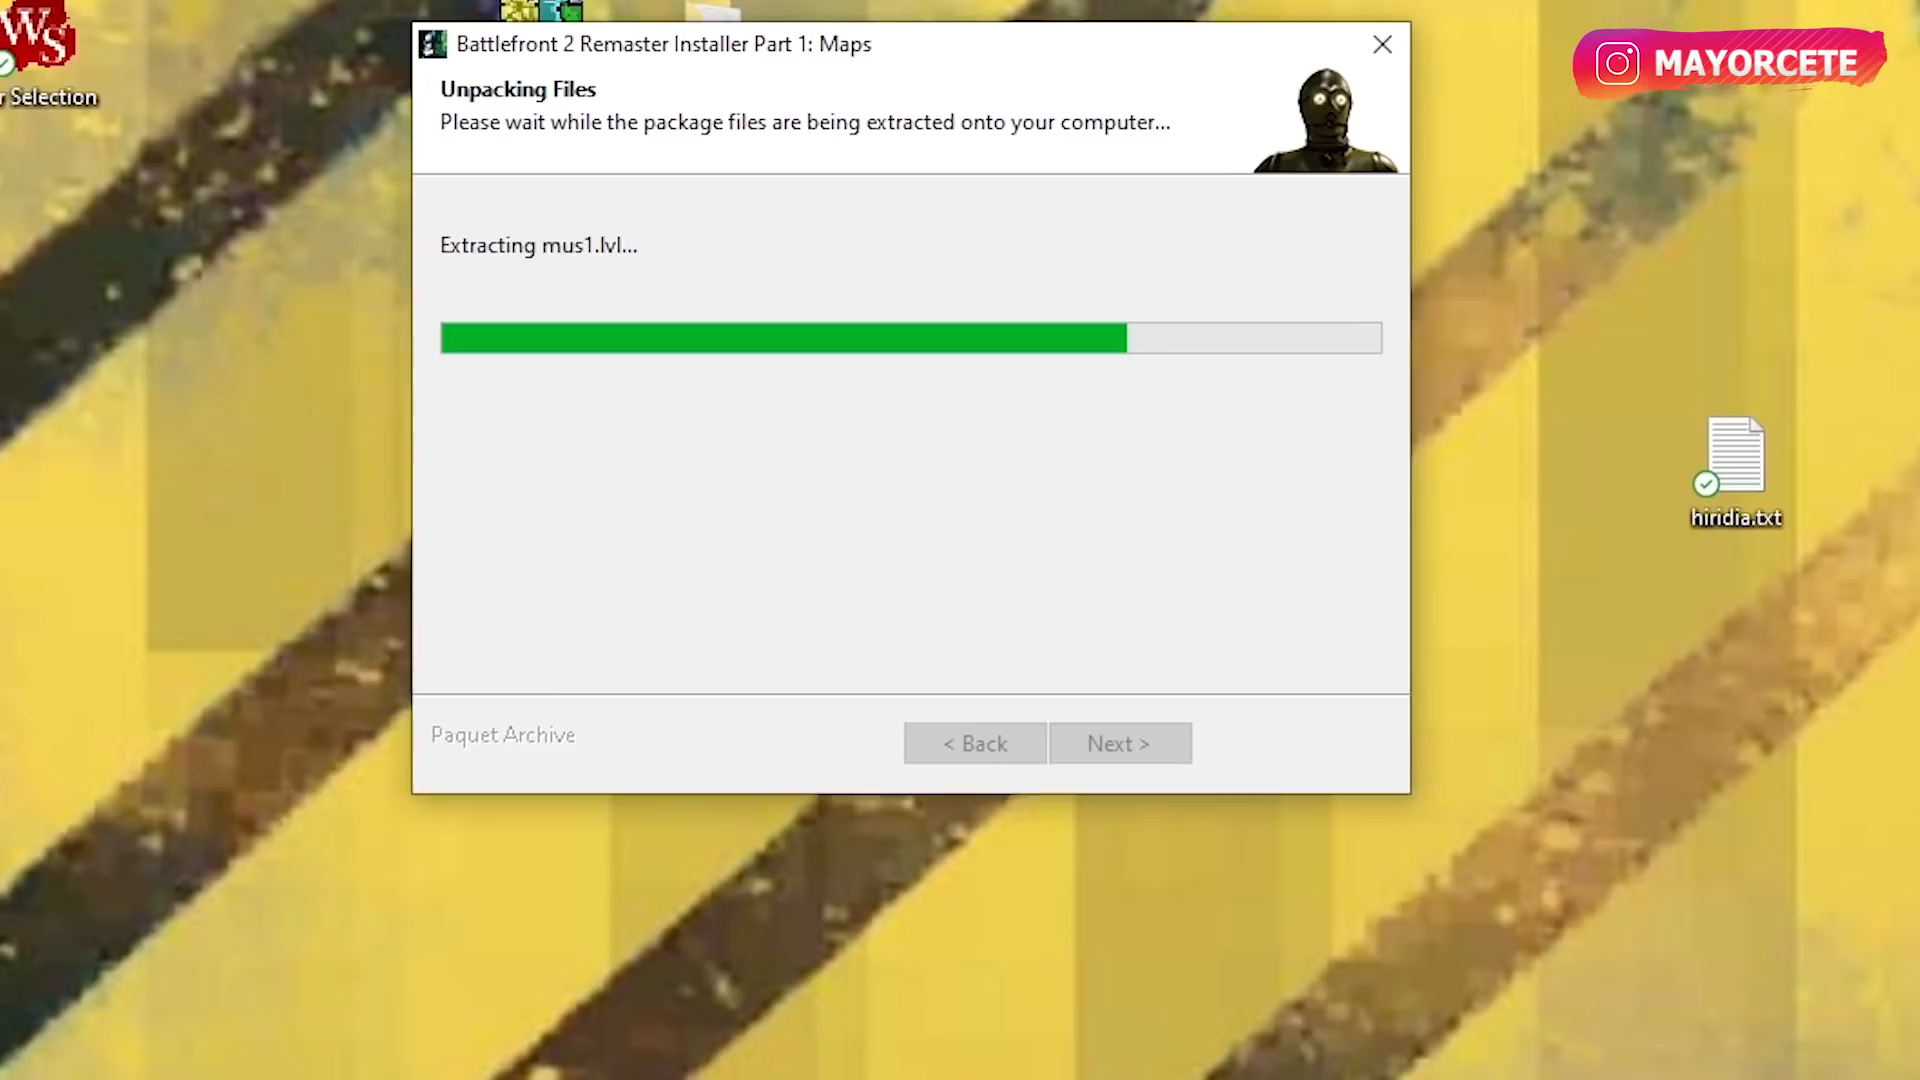 WS
r Selection
Battlefront 2 Remaster Installer Part 1: Maps
MAYORCETE
Unpacking Files
Please wait while the package files are being extracted onto your computer...
Extracting mus1.lvl...
hiridia.txt
Paquet Archive
< Back
Next >